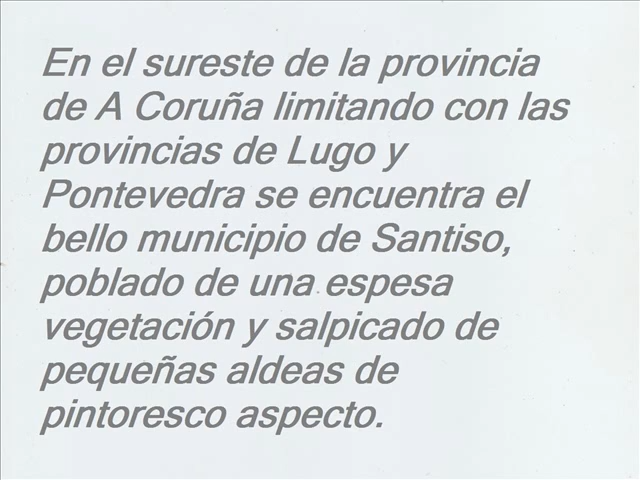 En el sureste de la provincia
de A Coruña limitando con las
provincias de Lugo y
Pontevedra se encuentra el
bello municipio de Santiso,
poblado de una espesa
vegetación y salpicado de
pequeñas aldeas de
pintoresco aspecto.